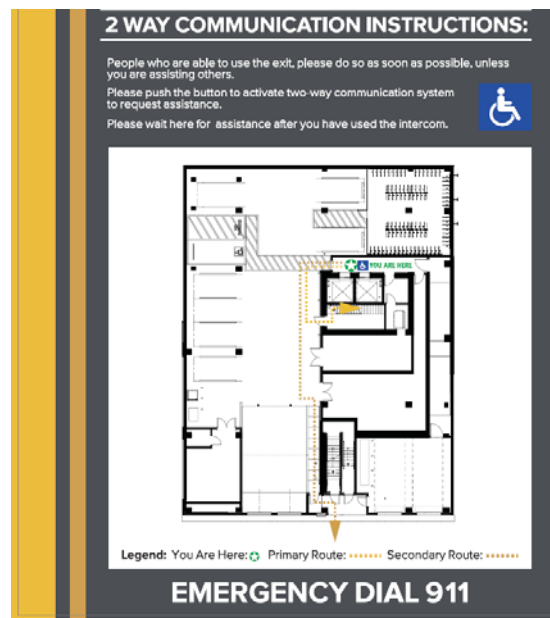 2 WAY COMMUNICATION INSTRUCTIONS:
People who are able to use the exit, please do so as soon as possible, unless
you are assisting others.
Please push the button to activate two-way communication system
to request assistance.
Please wait here for assistance after you have used the intercom.
YOU ARE HERE
Legend: You Are Here: Primary Route: Secondary Route:
EMERGENCY DIAL 911